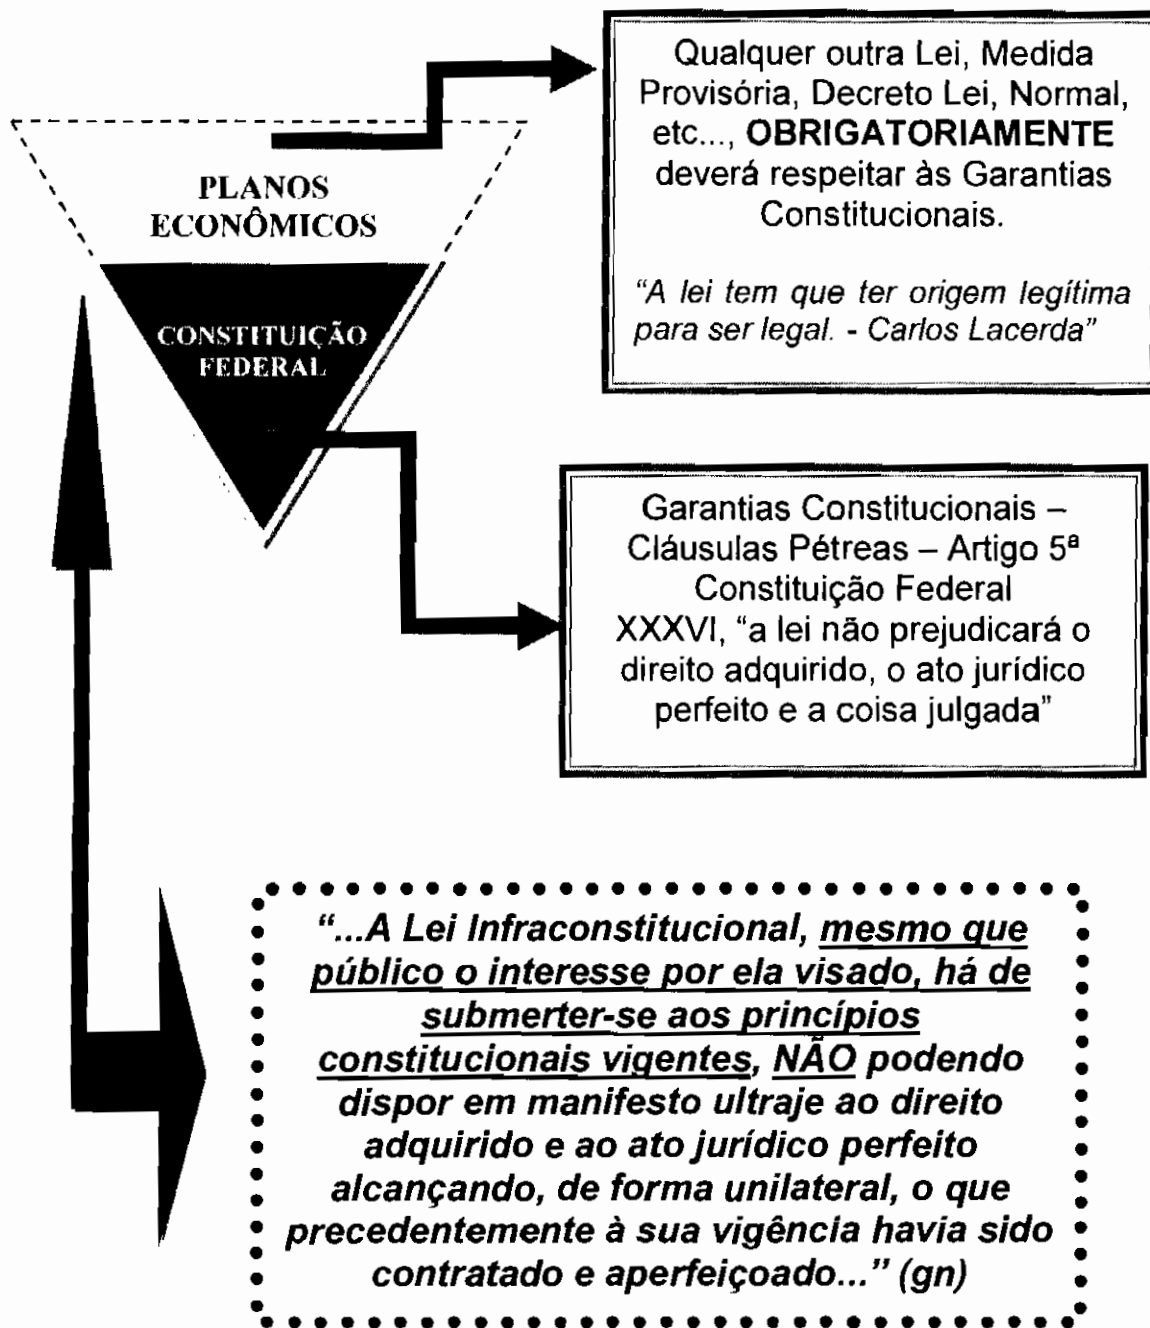 Qualquer outra Lei, Medida
Provisória, Decreto Lei, Normal,
etc..., OBRIGATORIAMENTE
deverá respeitar às Garantias
Constitucionais.
“A lei tem que ter origem legítima
para ser legal. - Carlos Lacerda”
PLANOS
ECONÔMICOS
CONSTITUIÇÃO
FEDERAL
Garantias Constitucionais –
Cláusulas Pétreas – Artigo 5ª
Constituição Federal
XXXVI, “a lei não prejudicará o
direito adquirido, o ato jurídico
perfeito e a coisa julgada”
“...A Lei Infraconstitucional, mesmo que
público o interesse por ela visado, há de
submerter-se aos princípios
constitucionais vigentes, NÃO podendo
dispor em manifesto ultraje ao direito
adquirido e ao ato jurídico perfeito
alcançando, de forma unilateral, o que
precedentemente à sua vigência havia sido
contratado e aperfeiçoado...” (gn)